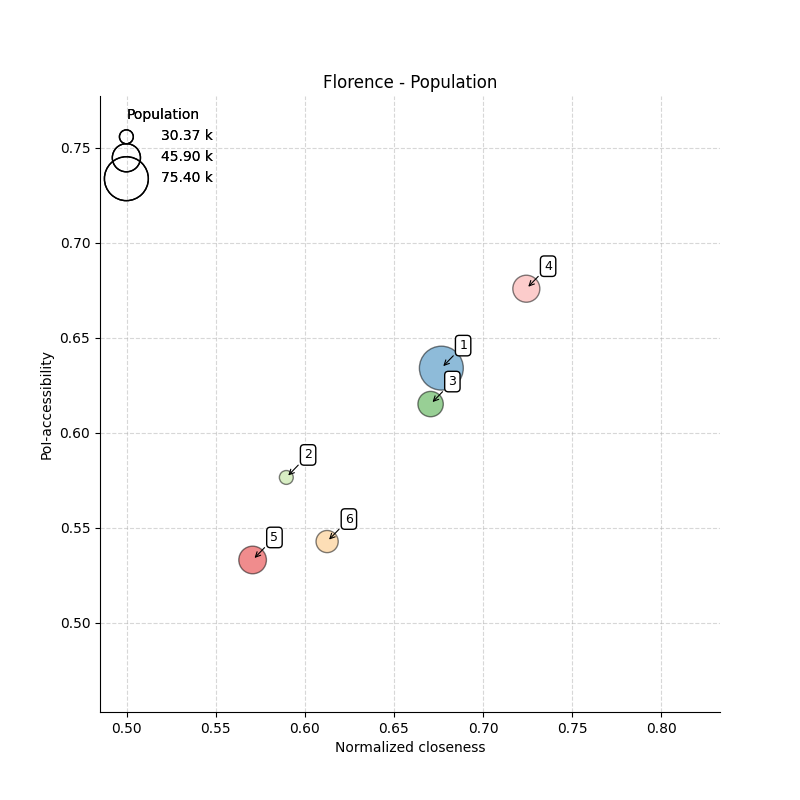 Florence - Population
Population
30.37 k
45.90 k
75.40 k
0.75
0.70
0.65
0.60
0.55
0.50
PoI-accessibility
4
1
3
2
6
5
0.50 0.55 0.60 0.65 0.70 0.75 0.80
Normalized closeness